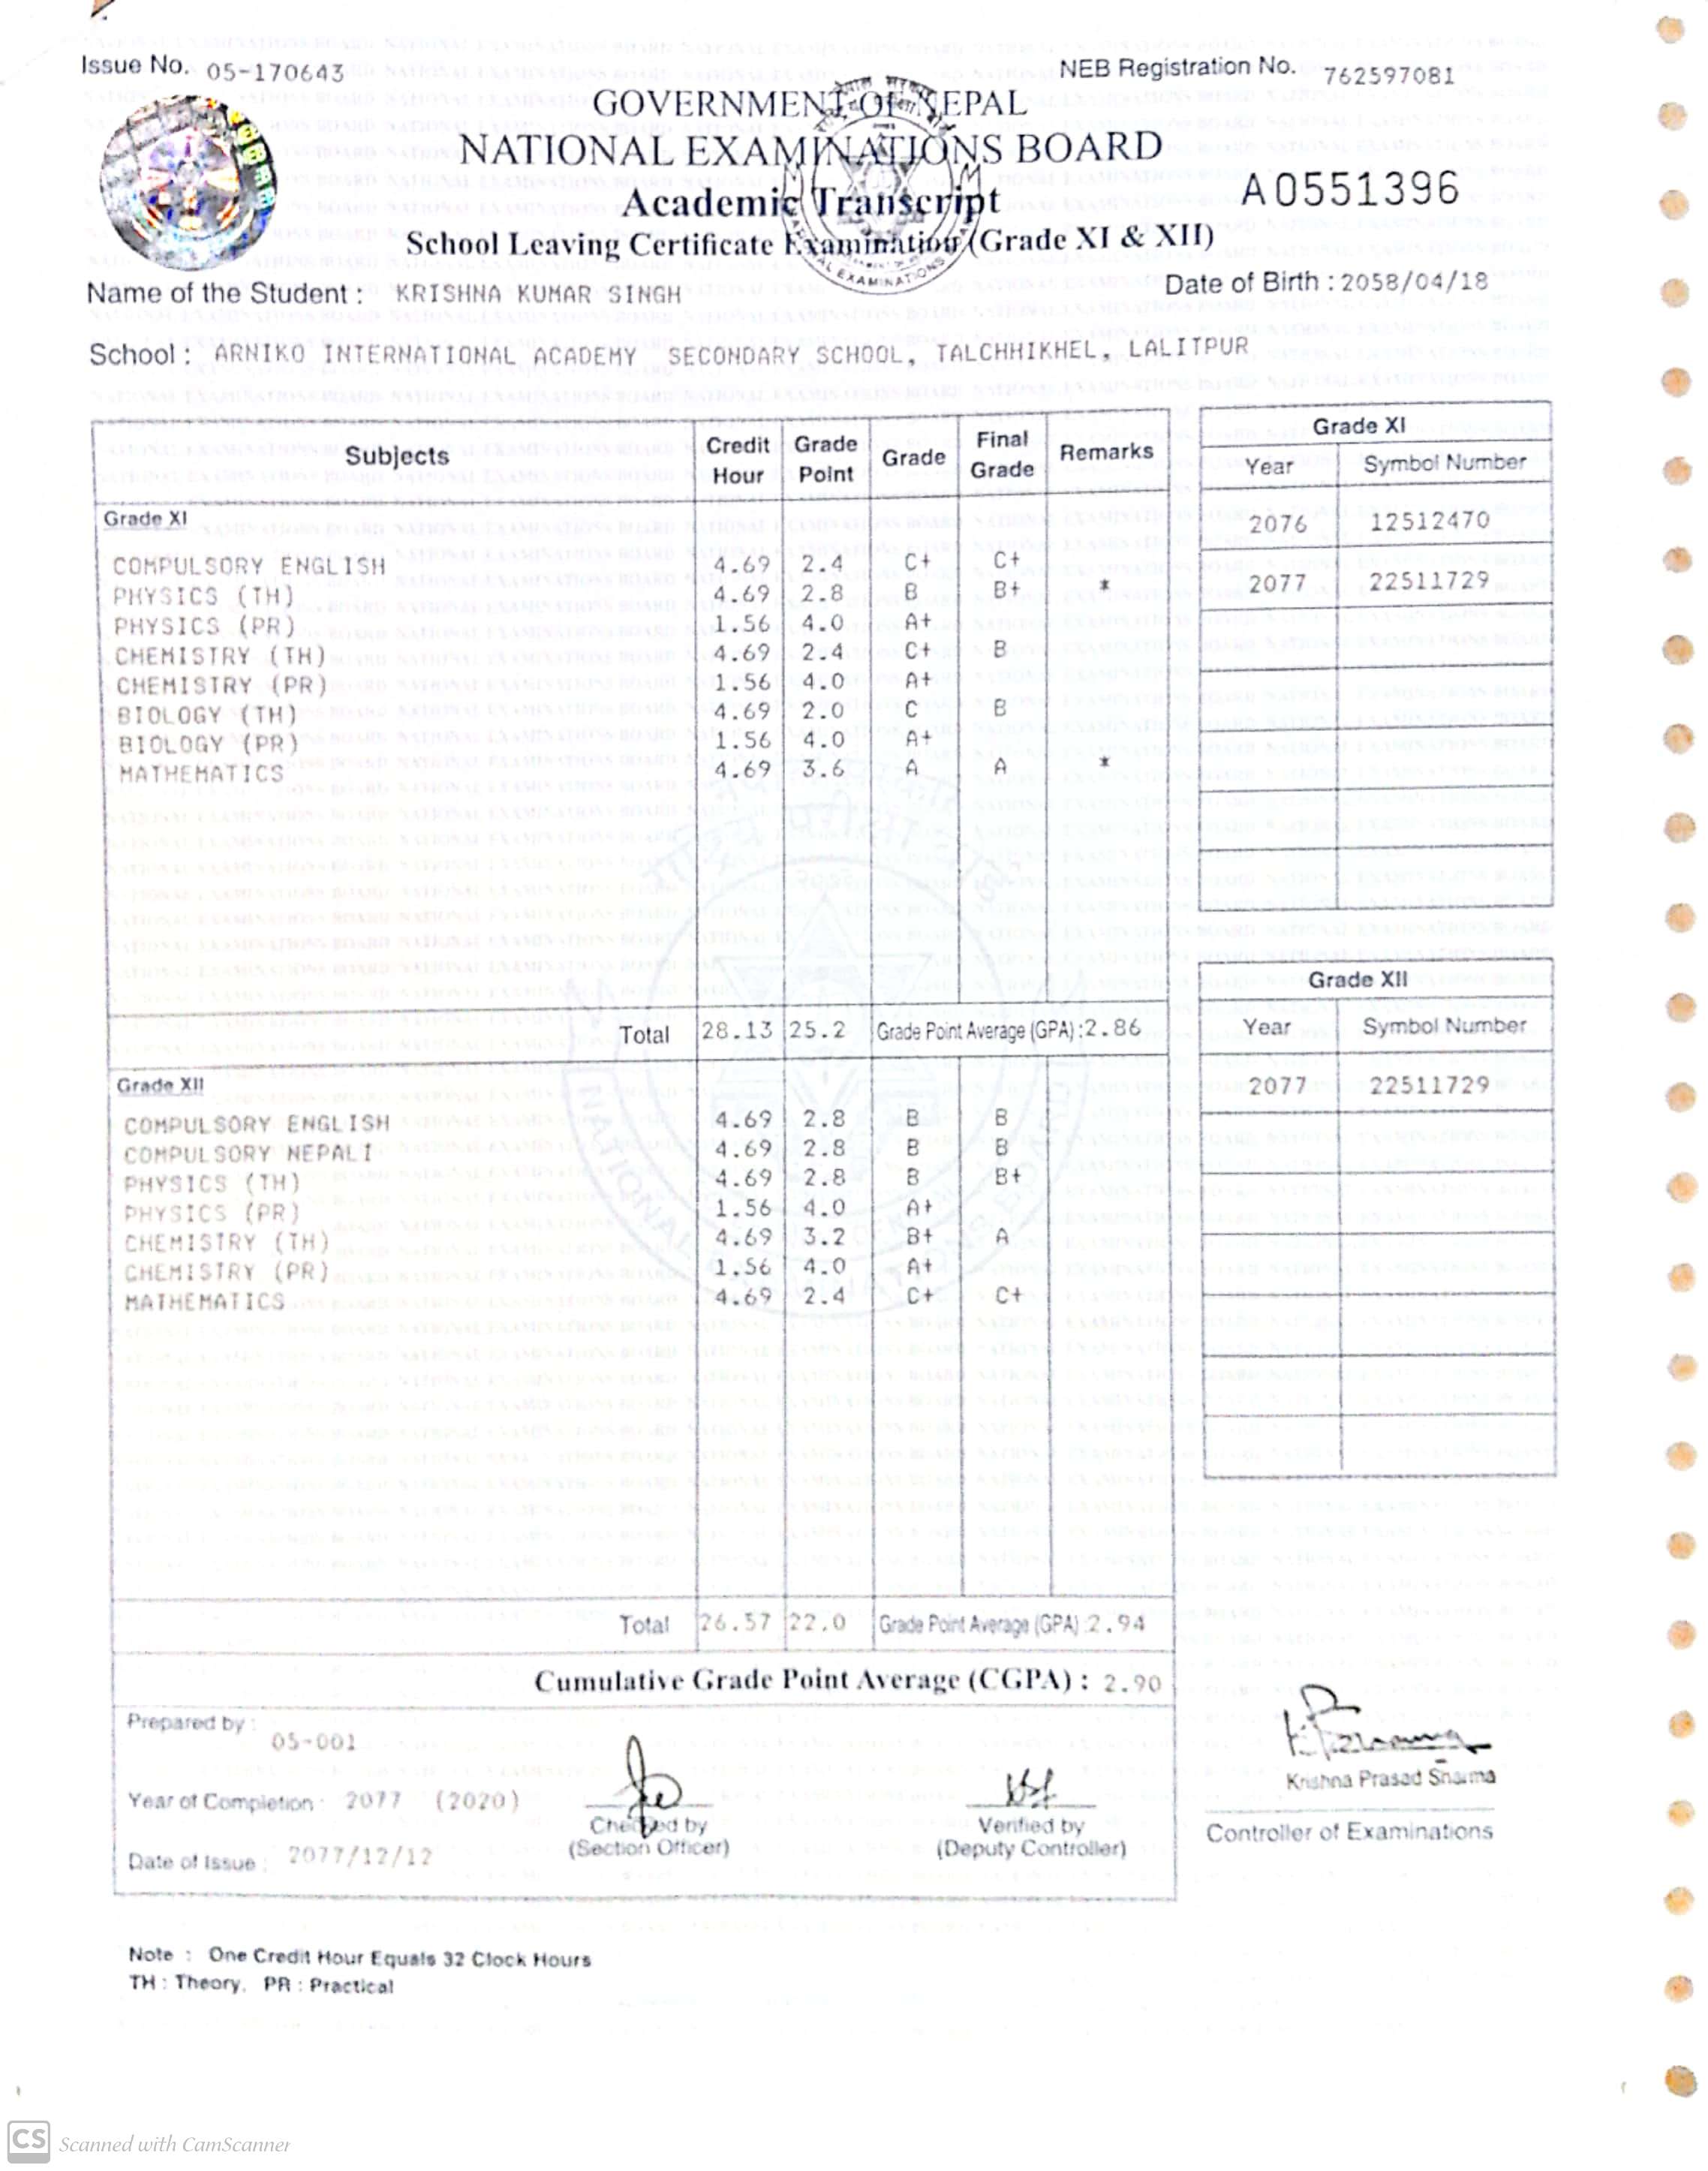 Issue No. 05-170643
NEB Registration No. 762597081
GOVERNMENT OF NEPAL
NATIONAL EXAMINATIONS BOARD
A0551396
Academic Transcript
School Leaving Certificate Examination (Grade XI & XII)
Name of the Student : KRISHNA KUMAR SINGH
Date of Birth : 2058/04/18
School : ARNIKO INTERNATIONAL ACADEMY SECONDARY SCHOOL, TALCHHIKHEL, LALITPUR
Subjects Credit Hour Grade Point Grade Final Grade Remarks
Grade XI
COMPULSORY ENGLISH 4.69 2.4 C+ C+
PHYSICS (TH) 4.69 2.8 B B+ *
PHYSICS (PR) 1.56 4.0 A+
CHEMISTRY (TH) 4.69 2.4 C+ B
CHEMISTRY (PR) 1.56 4.0 A+
BIOLOGY (TH) 4.69 2.0 C B
BIOLOGY (PR) 1.56 4.0 A+
MATHEMATICS 4.69 3.6 A A *
Total 28.13 25.2 Grade Point Average (GPA) :2.86
Grade XII
COMPULSORY ENGLISH 4.69 2.8 B B
COMPULSORY NEPALI 4.69 2.8 B B
PHYSICS (TH) 4.69 2.8 B B+
PHYSICS (PR) 1.56 4.0 A+
CHEMISTRY (TH) 4.69 3.2 B+ A
CHEMISTRY (PR) 1.56 4.0 A+
MATHEMATICS 4.69 2.4 C+ C+
Total 26.57 22.0 Grade Point Average (GPA) :2.94
Cumulative Grade Point Average (CGPA) : 2.90
Grade XI
Year Symbol Number
2076 12512470
2077 22511729
Grade XII
Year Symbol Number
2077 22511729
Prepared by :
05-001
Year of Completion : 2077 (2020)
Date of Issue : 2077/12/12
Checked by
(Section Officer)
Verified by
(Deputy Controller)
Krishna Prasad Sharma
Controller of Examinations
Note : One Credit Hour Equals 32 Clock Hours
TH : Theory, PR : Practical
CS Scanned with CamScanner